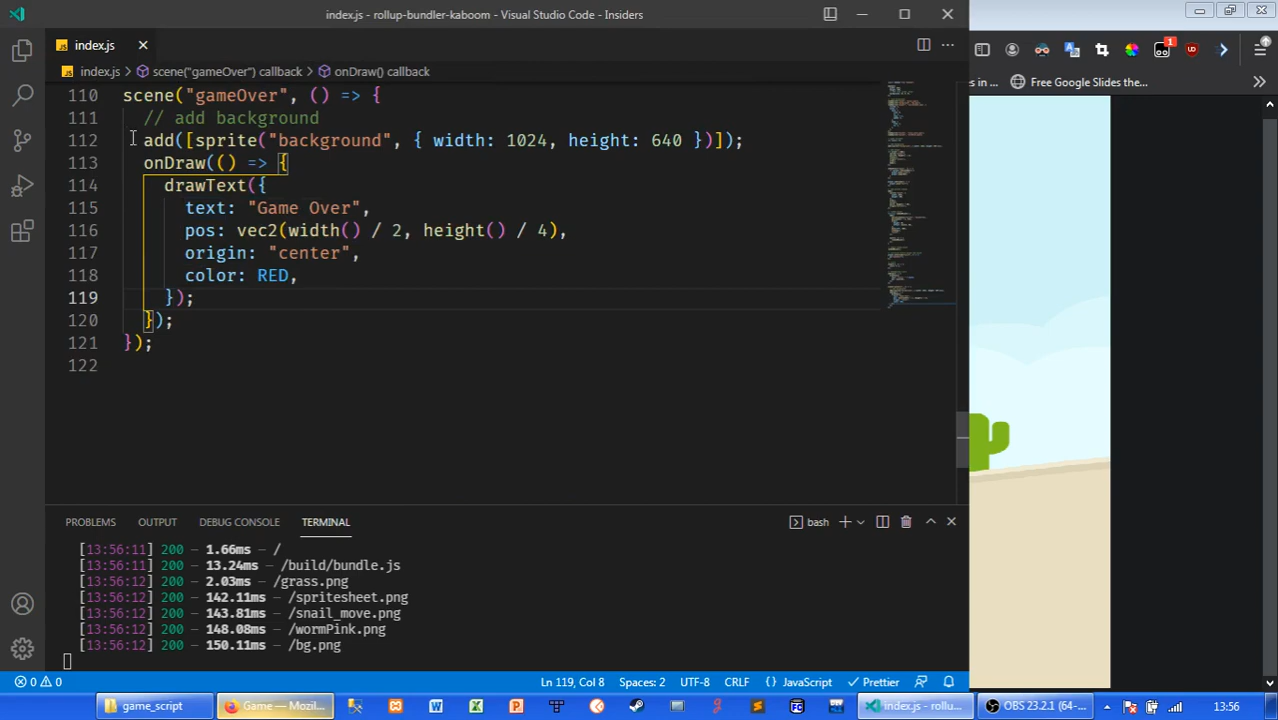 index.js - rollup-bundler-kaboom - Visual Studio Code - Insiders
JS index.js
JS index.js > scene("gameOver") callback > onDraw() callback
110 scene("gameOver", () => {
111 // add background
112 add([sprite("background", { width: 1024, height: 640 })]);
113 onDraw(() => {
114 drawText({
115 text: "Game Over",
116 pos: vec2(width() / 2, height() / 4),
117 origin: "center",
118 color: RED,
119 });
120 });
121 });
122
PROBLEMS OUTPUT DEBUG CONSOLE TERMINAL
bash
[13:56:11] 200 – 1.66ms – /
[13:56:11] 200 – 13.24ms – /build/bundle.js
[13:56:12] 200 – 2.03ms – /grass.png
[13:56:12] 200 – 142.11ms – /spritesheet.png
[13:56:12] 200 – 143.81ms – /snail_move.png
[13:56:12] 200 – 148.08ms – /wormPink.png
[13:56:12] 200 – 150.11ms – /bg.png
0 0 Ln 119, Col 8 Spaces: 2 UTF-8 CRLF {} JavaScript Prettier
1
es in ... Free Google Slides the...
game_script
Game — Mozil...
index.js - rollu...
OBS 23.2.1 (64-...
13:56